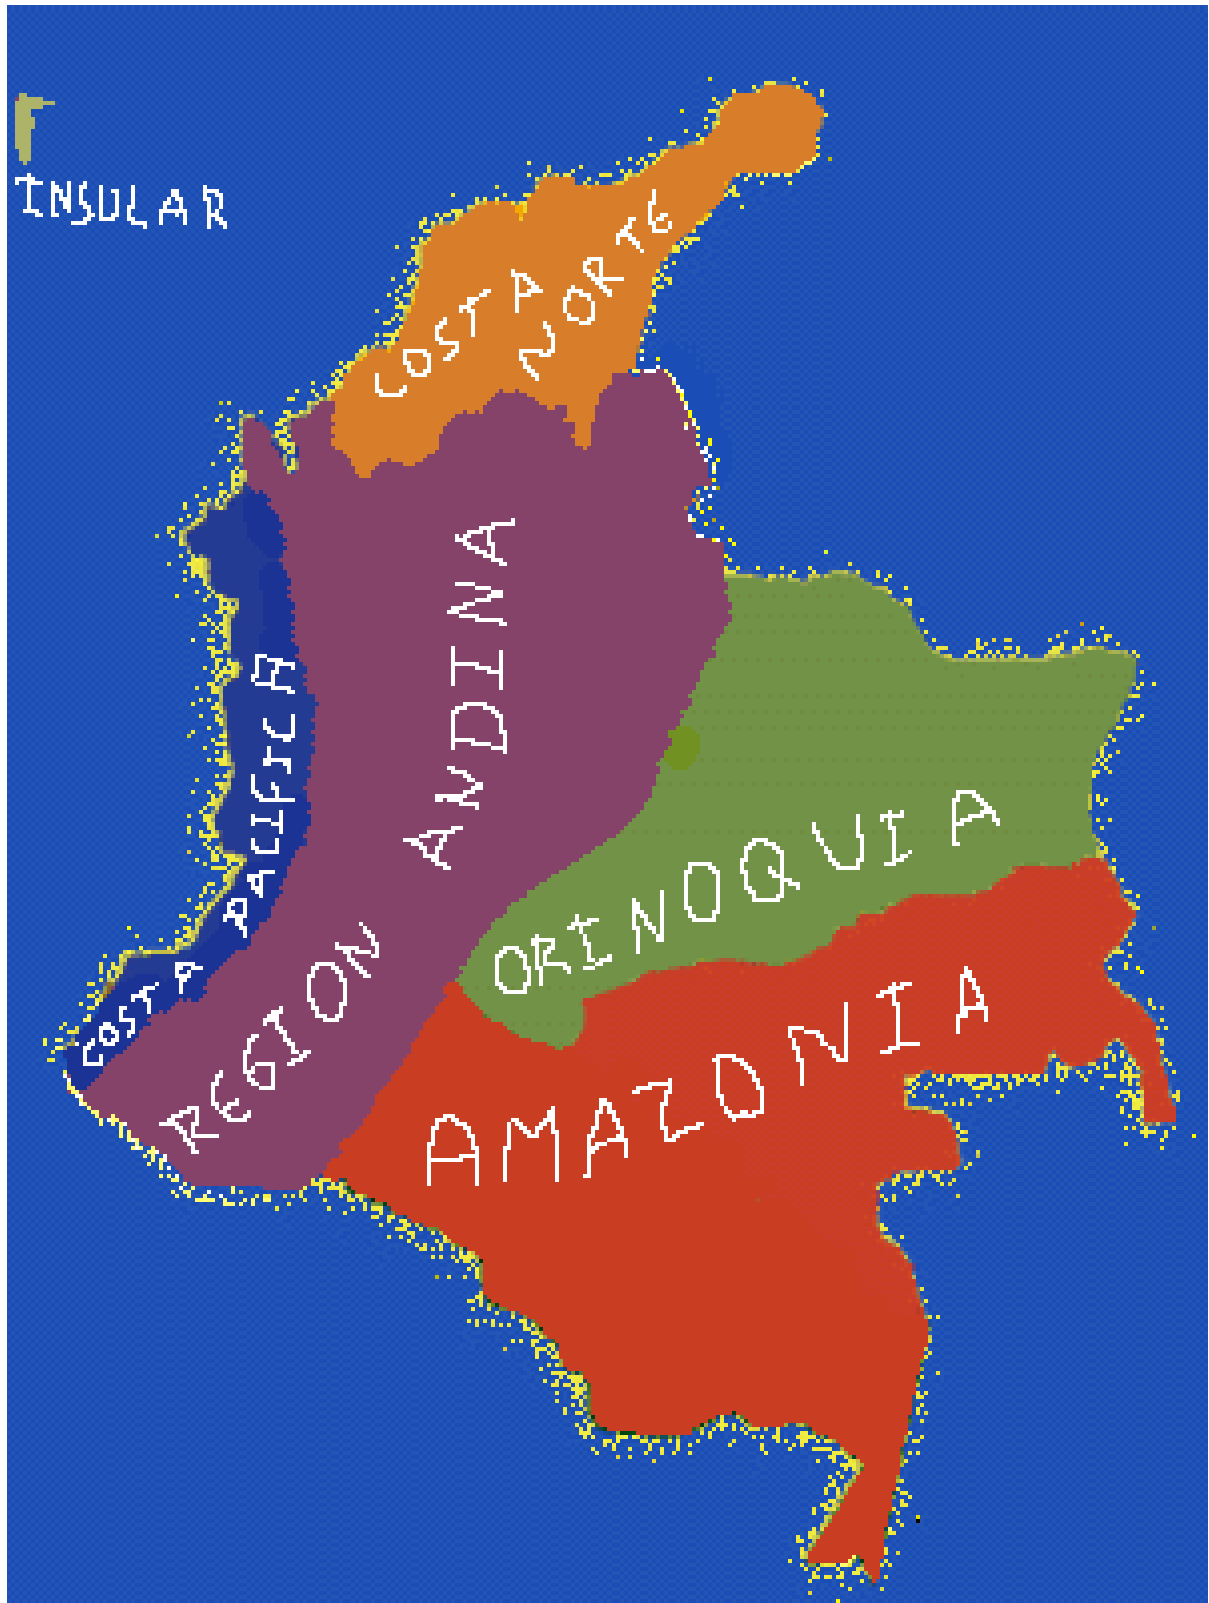 INSULAR
COSTA
NORTE
COSTA PACIFICA
REGION ANDINA
ORINOQUIA
AMAZONIA